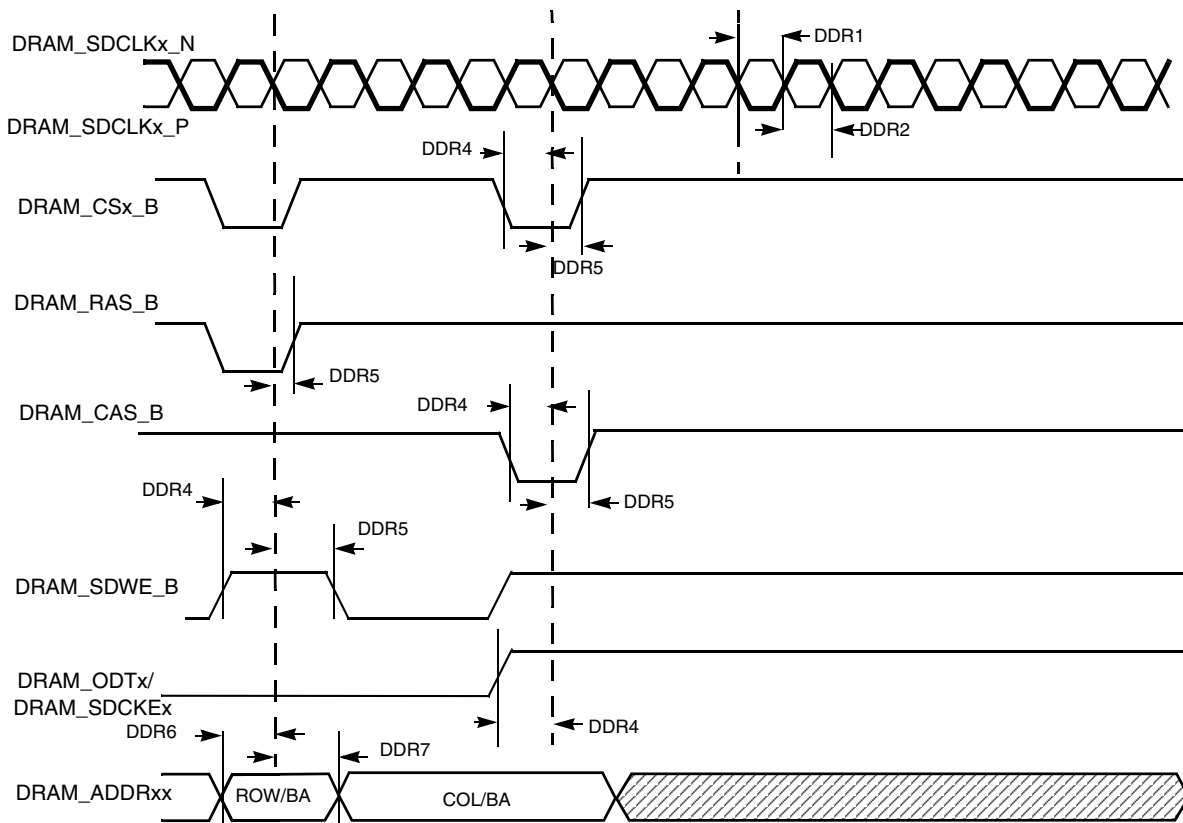 DRAM_SDCLKx_N
DDR1
DRAM_SDCLKx_P
DDR2
DDR4
DRAM_CSx_B
DDR5
DRAM_RAS_B
DDR5
DRAM_CAS_B
DDR4
DDR4
DDR5
DDR5
DRAM_SDWE_B
DRAM_ODTx/
DRAM_SDCKEx
DDR4
DDR6
DDR7
DRAM_ADDRxx
ROW/BA
COL/BA